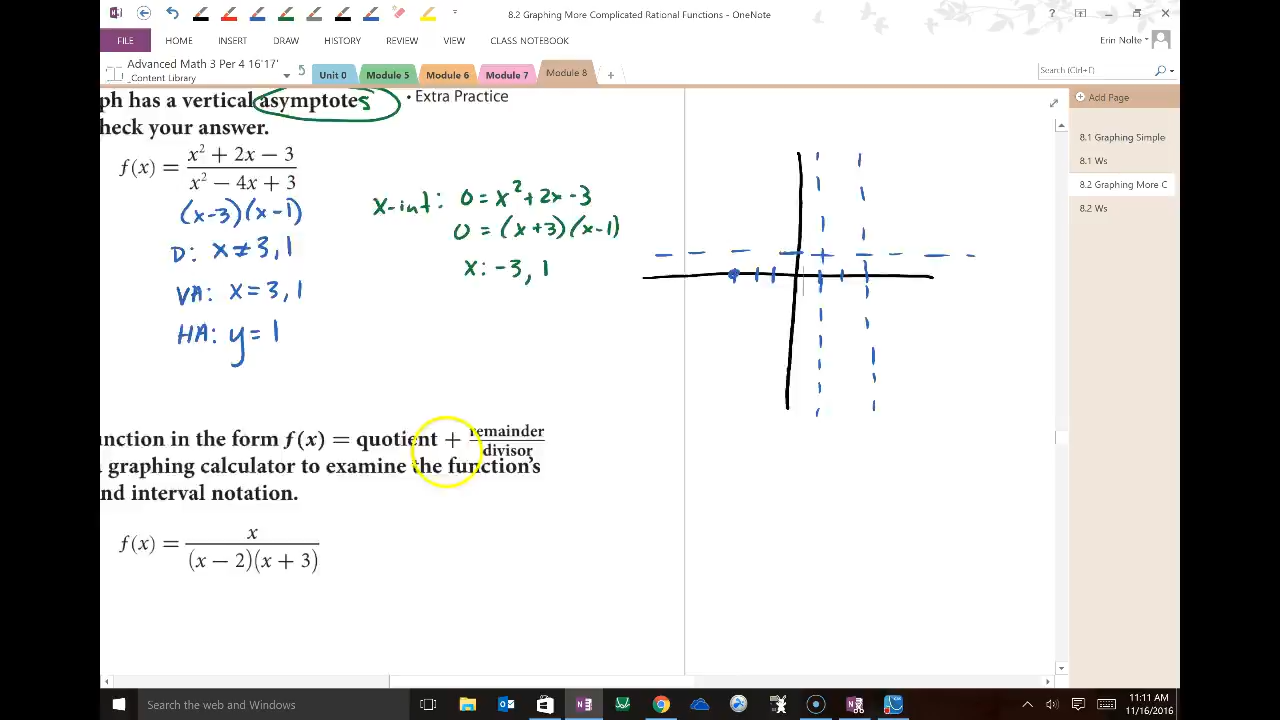 8.2 Graphing More Complicated Rational Functions - OneNote
FILE HOME INSERT DRAW HISTORY REVIEW VIEW CLASS NOTEBOOK
Erin Nolte
Advanced Math 3 Per 4 16'17'
_Content Library
Unit 0 Module 5 Module 6 Module 7 Module 8 +
Search (Ctrl+E)
Add Page
8.1 Graphing Simple
8.1 Ws
8.2 Graphing More C
8.2 Ws
ph has a vertical asymptotes
• Extra Practice
heck your answer.
f(x) = \frac{x² + 2x − 3}{x² − 4x + 3}
(x-3)(x-1)
D: x ≠ 3, 1
VA: x = 3, 1
HA: y = 1
x-int: 0 = x² + 2x - 3
0 = (x+3)(x-1)
x: -3, 1
unction in the form f(x) = quotient + \frac{remainder}{divisor}
graphing calculator to examine the function's
nd interval notation.
f(x) = \frac{x}{(x − 2)(x + 3)}
Search the web and Windows
11:11 AM
11/16/2016